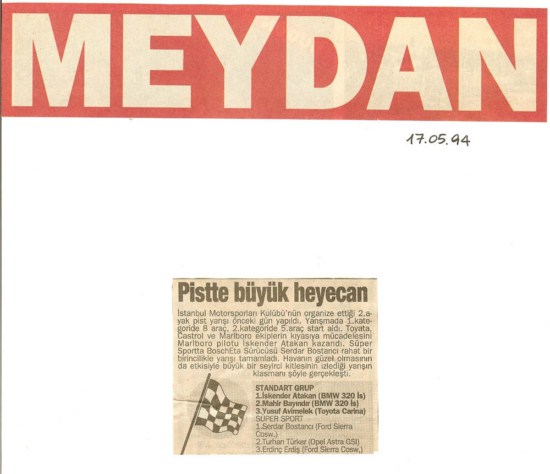 MEYDAN
17.05.94
Pistte büyük heyecan
İstanbul Motorsporları Kulübü'nün organize ettiği 2.a-
yak pist yarışı önceki gün yapıldı. Yarışmada 1.kate-
goride 8 araç, 2.kategoride 5.araç start aldı. Toyata,
Castrol ve Marlboro ekiplerin kıyasıya mücadelesini
Marlboro pilotu İskender Atakan kazandı. Süper
Sportta BoschEta Sürücüsü Serdar Bostancı rahat bir
birincilikle yarışı tamamladı. Havanın güzel olmasının
da etkisiyle büyük bir seyirci kitlesinin izlediği yarışın
klasmanı şöyle gerçekleşti.
STANDART GRUP
1.İskender Atakan (BMW 320 İs)
2.Mahir Bayındır (BMW 320 İs)
3.Yusuf Avimelek (Toyota Carina)
SÜPER SPORT
1.Serdar Bostancı (Ford Sierra
Cosw.)
2.Turhan Türker (Opel Astra GSI)
3.Erdinç Erdiş (Ford Sierra Cosw.)